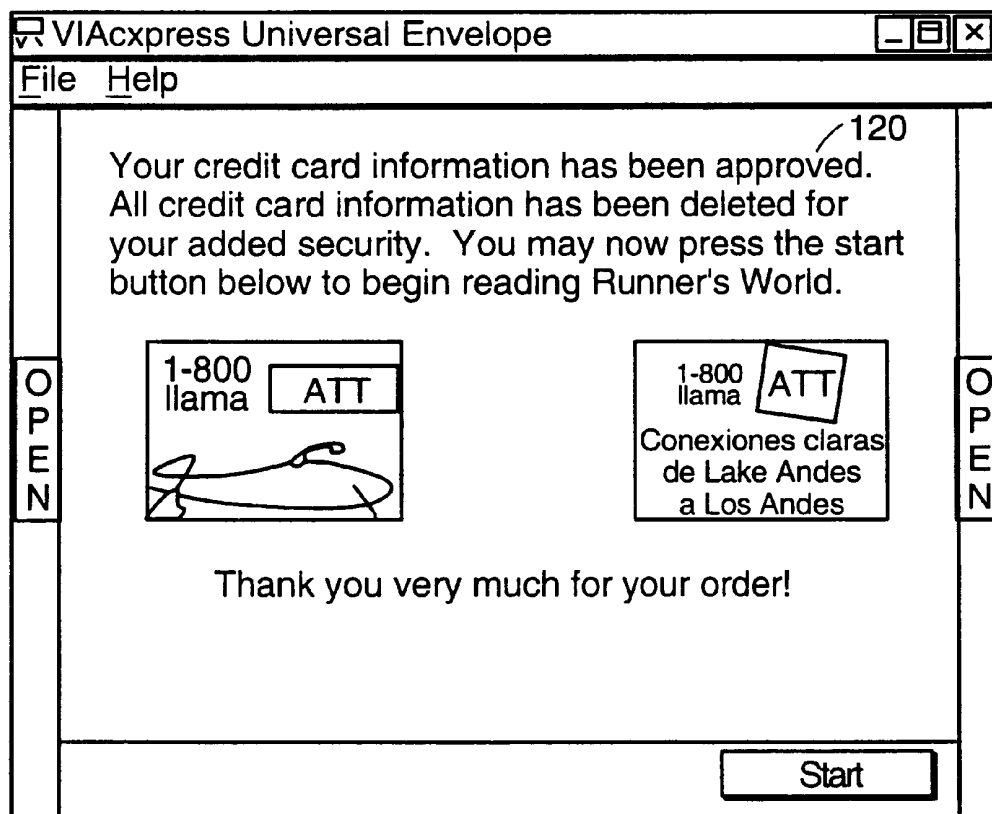 VIAcxpress Universal Envelope
File Help
120
Your credit card information has been approved.
All credit card information has been deleted for
your added security. You may now press the start
button below to begin reading Runner's World.
O
P
E
N
1-800
llama
ATT
1-800
llama
ATT
Conexiones claras
de Lake Andes
a Los Andes
O
P
E
N
Thank you very much for your order!
Start